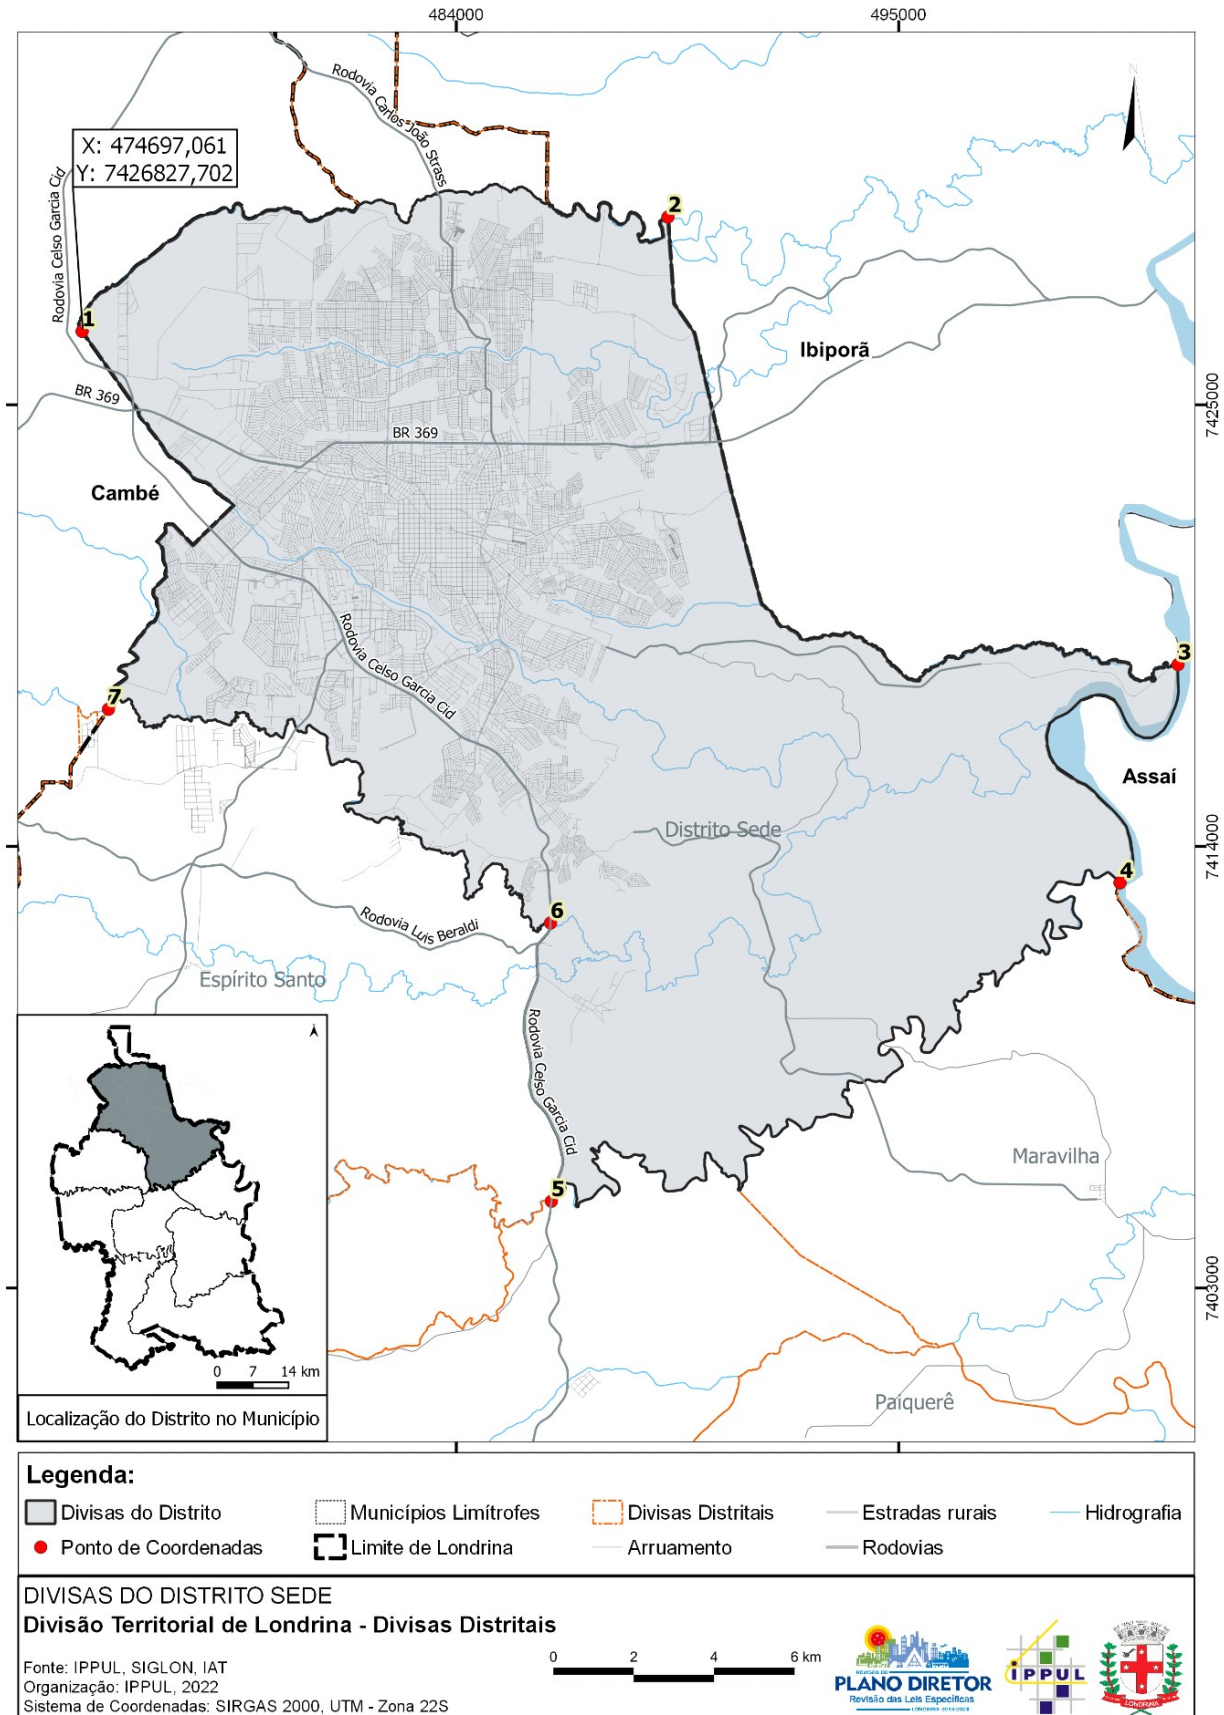 484000
495000
Rodovia Carlos João Strass
X: 474697,061
Y: 7426827,702
Rodovia Celso Garcia Cid
N
2
1
Ibiporã
BR 369
7425000
BR 369
Cambé
Rodovia Celso Garcia Cid
3
7
Assaí
Distrito Sede
7414000
4
6
Rodovia Luis Beraldi
Espírito Santo
Rodovia Celso Garcia Cid
Maravilha
5
7403000
0 7 14 km
Paiquerê
Localização do Distrito no Município
Legenda:
Divisas do Distrito
Municípios Limítrofes
Divisas Distritais
Estradas rurais
Hidrografia
Ponto de Coordenadas
Limite de Londrina
Arruamento
Rodovias
DIVISAS DO DISTRITO SEDE
Divisão Territorial de Londrina - Divisas Distritais
Fonte: IPPUL, SIGLON, IAT
Organização: IPPUL, 2022
Sistema de Coordenadas: SIRGAS 2000, UTM - Zona 22S
0 2 4 6 km
PLANO DIRETOR
Revisão das Leis Específicas
IPPUL
LONDRINA